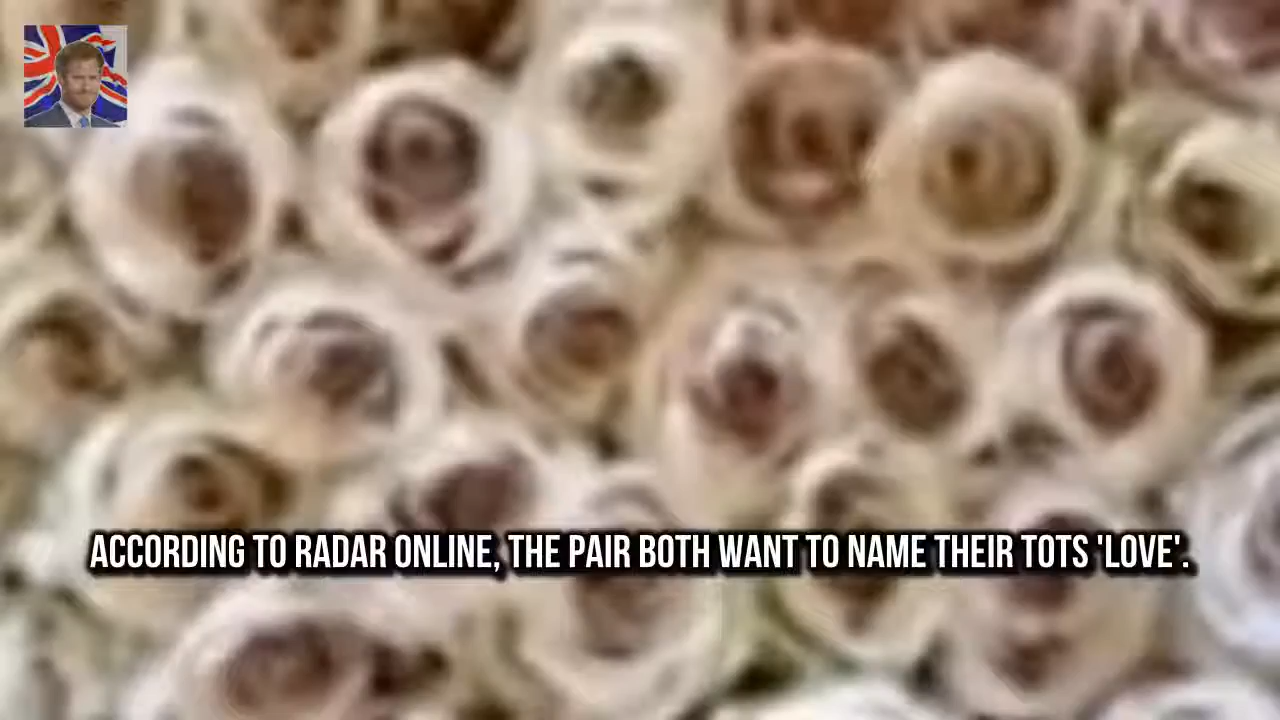 ACCORDING TO RADAR ONLINE, THE PAIR BOTH WANT TO NAME THEIR TOTS 'LOVE'.